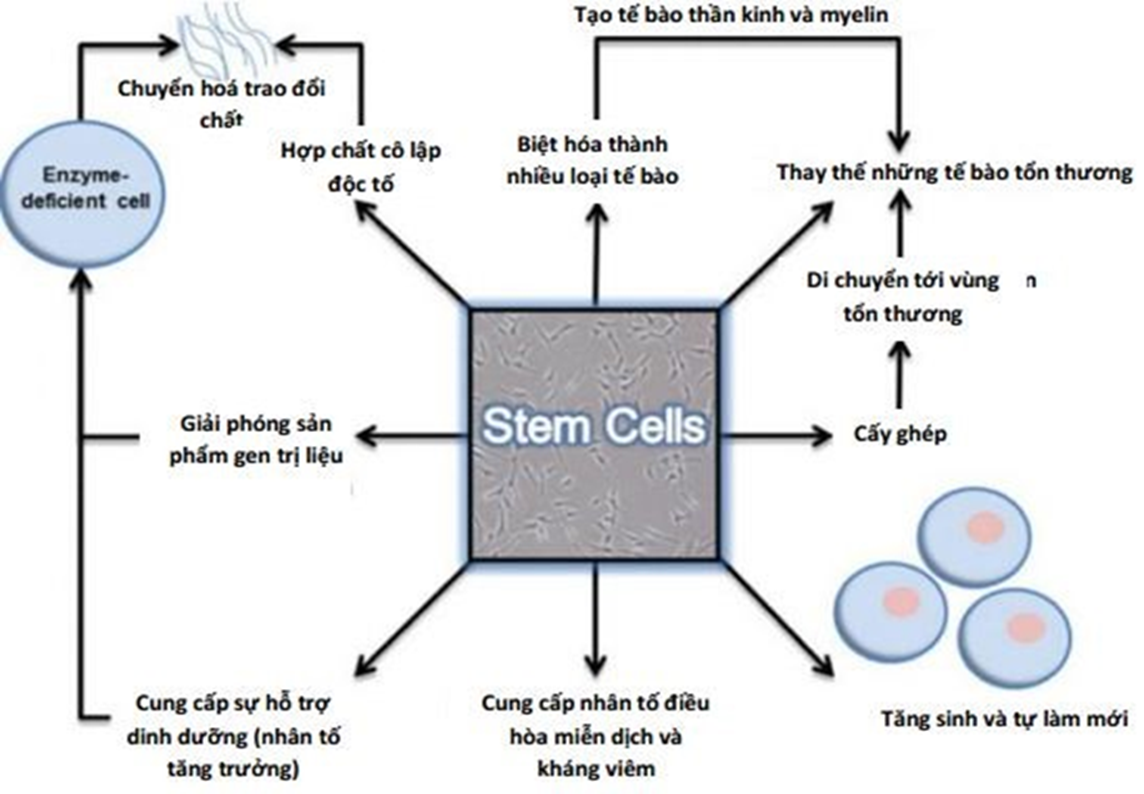 Tạo tế bào thần kinh và myelin
Chuyển hoá trao đổi
chất
Hợp chất cô lập
độc tố
Biệt hóa thành
nhiều loại tế bào
Thay thế những tế bào tổn thương
Enzyme-
deficient cell
Di chuyển tới vùng n
tổn thương
Stem Cells
Giải phóng sản
phẩm gen trị liệu
Cấy ghép
Cung cấp sự hỗ trợ
dinh dưỡng (nhân tố
tăng trưởng)
Cung cấp nhân tố điều
hòa miễn dịch và
kháng viêm
Tăng sinh và tự làm mới